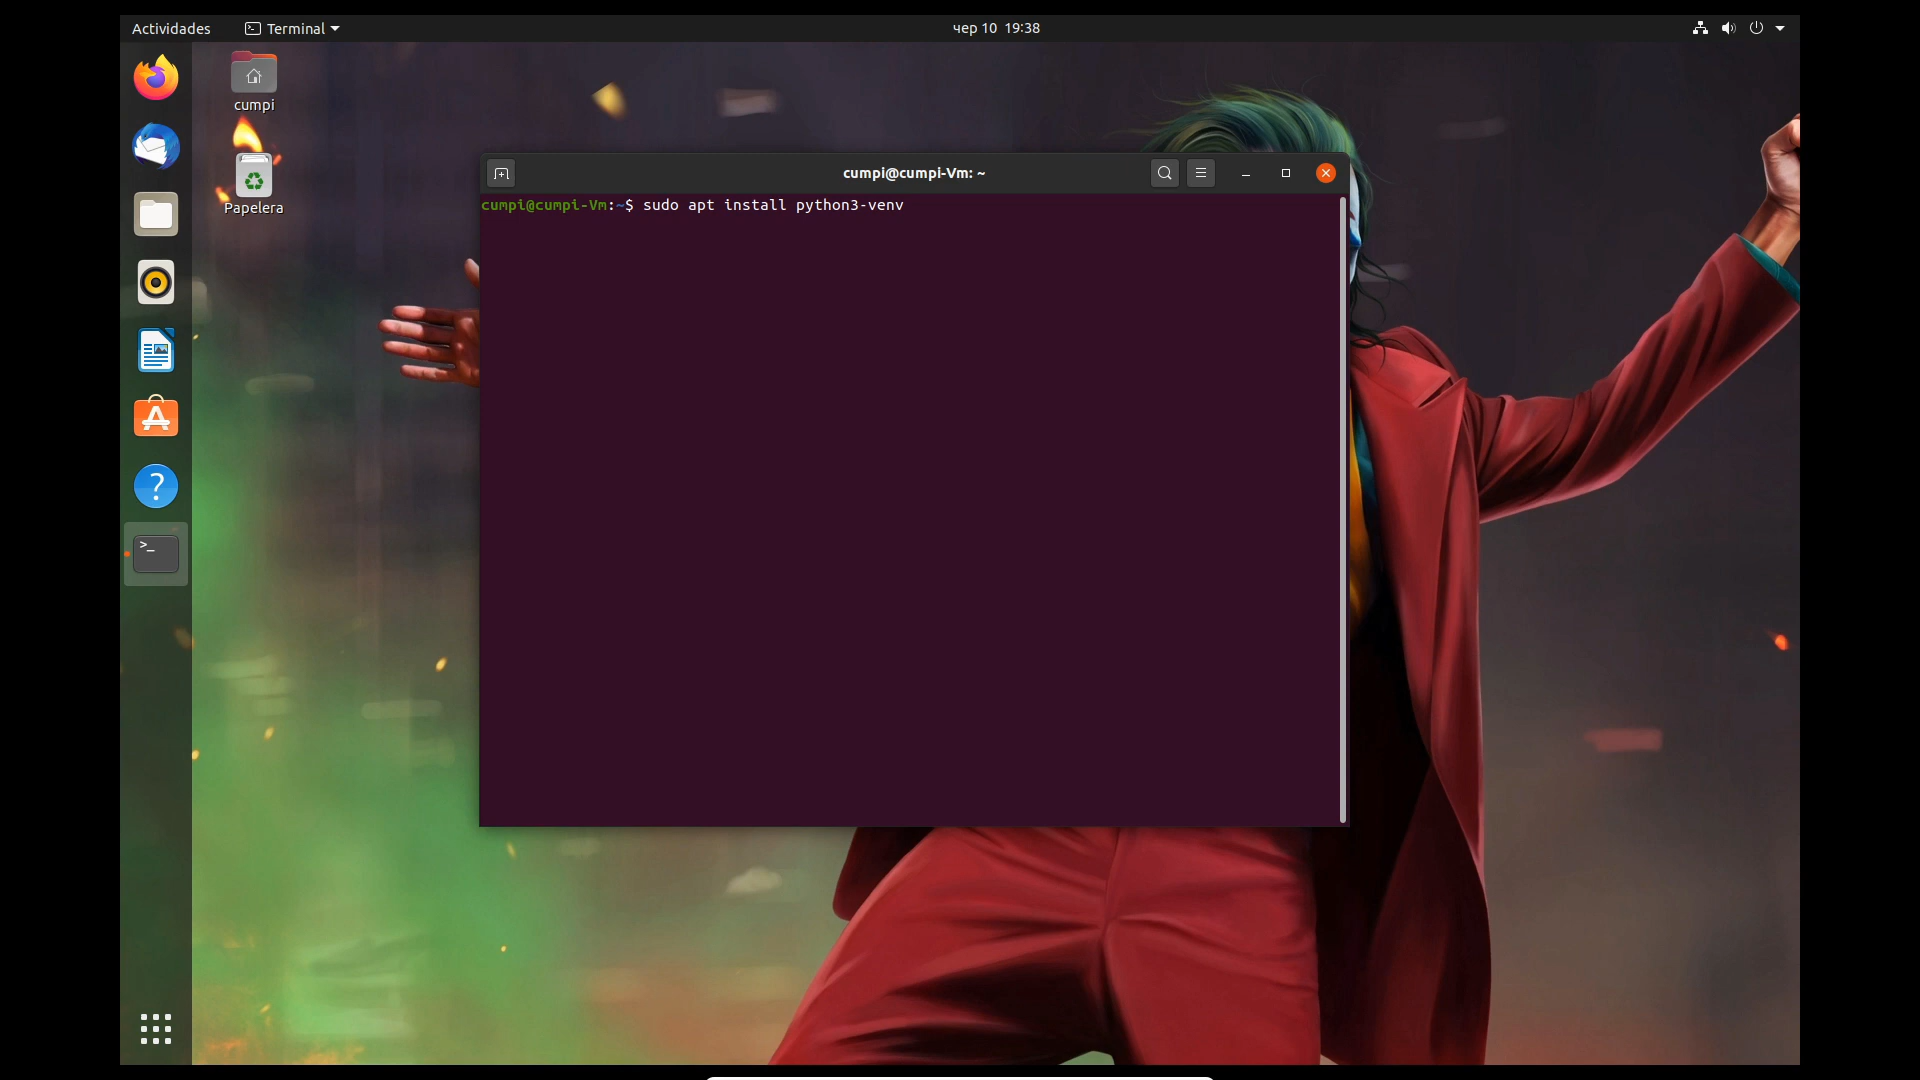 Actividades Terminal чер 10 19:38
cumpi
Papelera
cumpi@cumpi-Vm: ~
cumpi@cumpi-Vm:~$ sudo apt install python3-venv